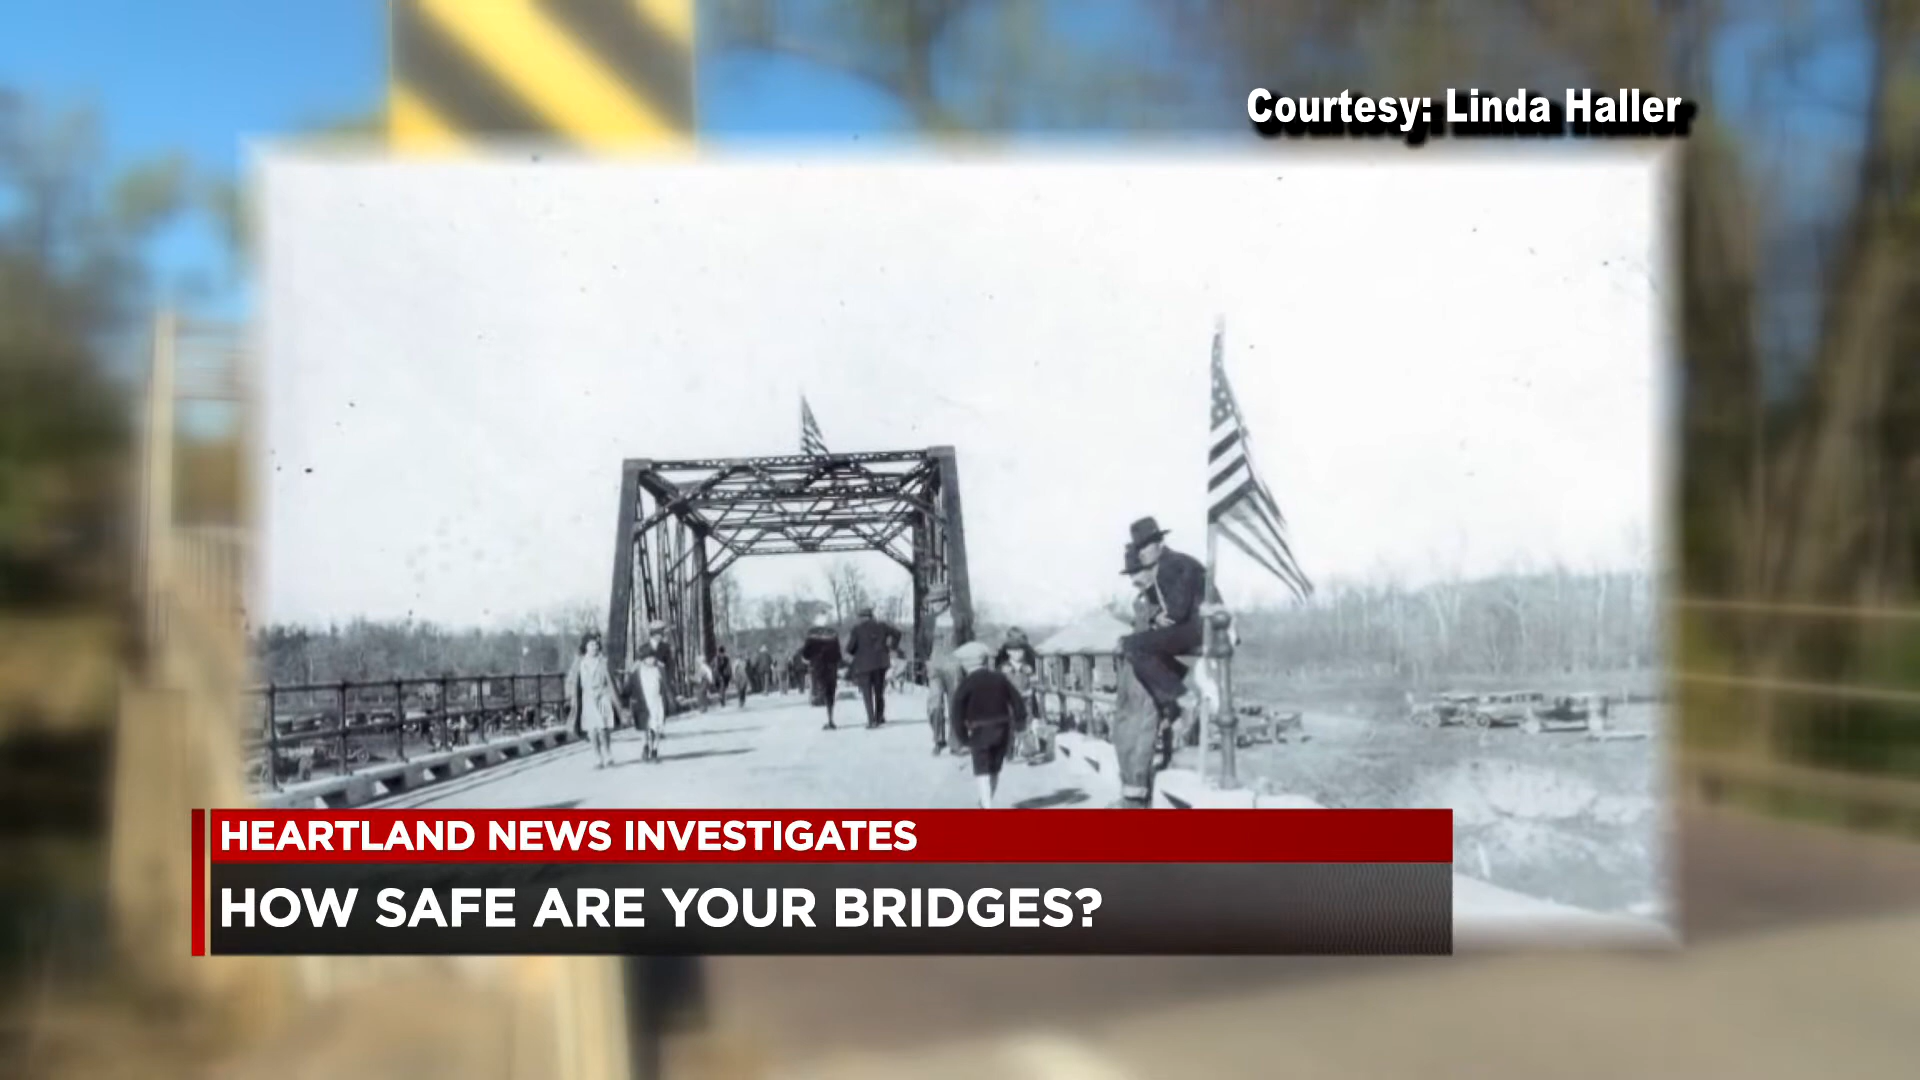 Courtesy: Linda Haller
HEARTLAND NEWS INVESTIGATES
HOW SAFE ARE YOUR BRIDGES?